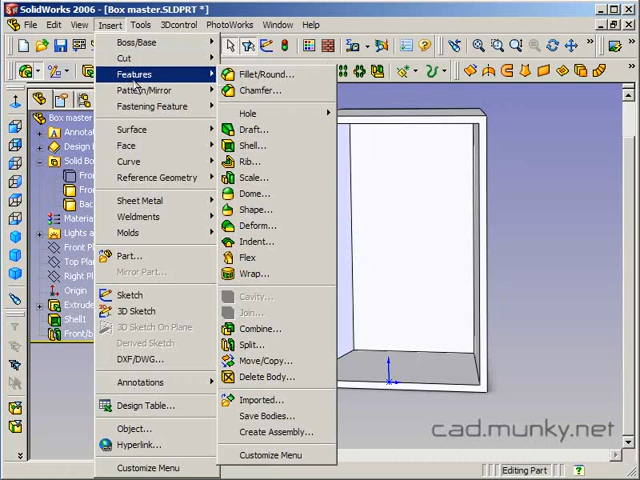 SolidWorks 2006 - [Box master.SLDPRT *]
File Edit View Insert Tools 3Dcontrol PhotoWorks Window Help
Boss/Base
Cut
Features
Pattern/Mirror
Fastening Feature
Surface
Face
Curve
Reference Geometry
Sheet Metal
Weldments
Molds
Part...
Mirror Part...
Sketch
3D Sketch
3D Sketch On Plane
Derived Sketch
DXF/DWG...
Annotations
Design Table...
Object...
Hyperlink...
Customize Menu
Fillet/Round...
Chamfer...
Hole
Draft...
Shell...
Rib...
Scale...
Dome...
Shape...
Deform...
Indent...
Flex
Wrap...
Cavity...
Join...
Combine...
Split...
Move/Copy...
Delete Body...
Imported...
Save Bodies...
Create Assembly...
Customize Menu
Box master
Annota
Design
Solid Bo
Fro
Fro
Bac
Materia
Lights a
Front P
Top Pla
Right P
Origin
Extrude
Shell1
Front/b
cad.munky.net
Editing Part